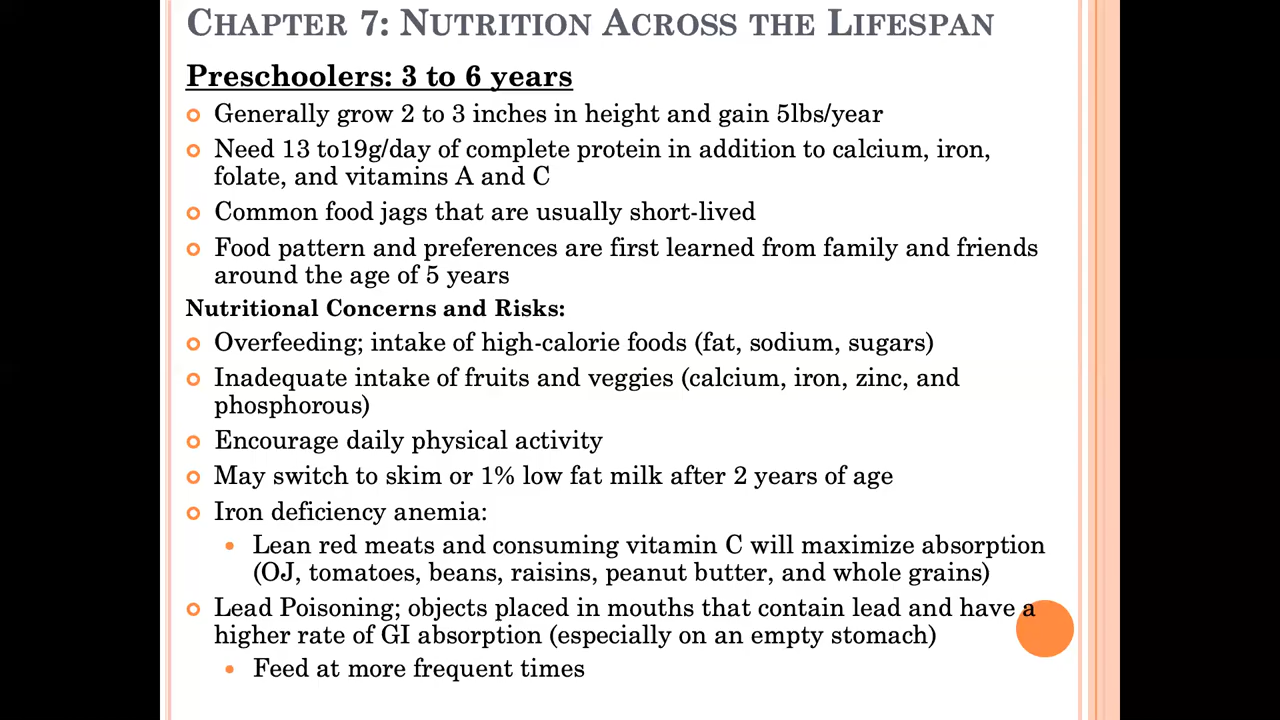 CHAPTER 7: NUTRITION ACROSS THE LIFESPAN
Preschoolers: 3 to 6 years
Generally grow 2 to 3 inches in height and gain 5lbs/year
Need 13 to19g/day of complete protein in addition to calcium, iron,
folate, and vitamins A and C
Common food jags that are usually short-lived
Food pattern and preferences are first learned from family and friends
around the age of 5 years
Nutritional Concerns and Risks:
Overfeeding; intake of high-calorie foods (fat, sodium, sugars)
Inadequate intake of fruits and veggies (calcium, iron, zinc, and
phosphorous)
Encourage daily physical activity
May switch to skim or 1% low fat milk after 2 years of age
Iron deficiency anemia:
Lean red meats and consuming vitamin C will maximize absorption
(OJ, tomatoes, beans, raisins, peanut butter, and whole grains)
Lead Poisoning; objects placed in mouths that contain lead and have a
higher rate of GI absorption (especially on an empty stomach)
Feed at more frequent times